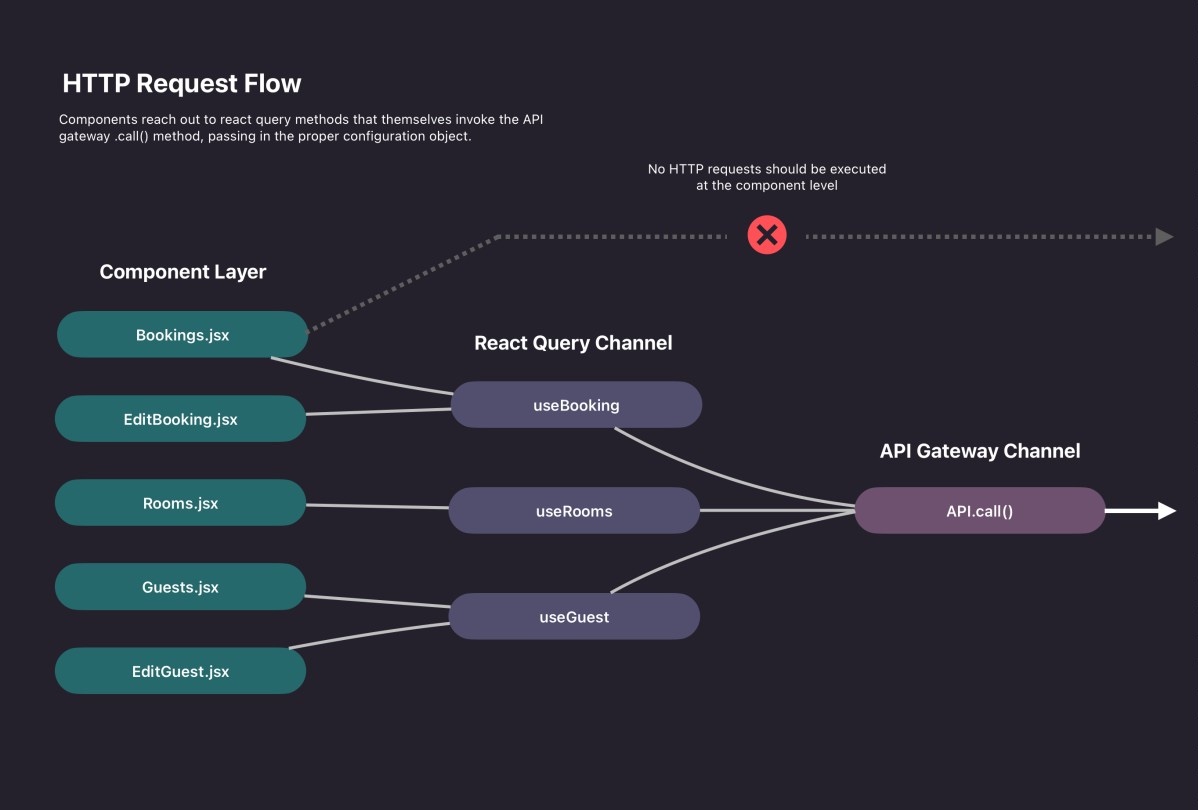 HTTP Request Flow
Components reach out to react query methods that themselves invoke the API
gateway .call() method, passing in the proper configuration object.
No HTTP requests should be executed
at the component level
Component Layer
Bookings.jsx
EditBooking.jsx
Rooms.jsx
Guests.jsx
EditGuest.jsx
React Query Channel
useBooking
useRooms
useGuest
API Gateway Channel
API.call()